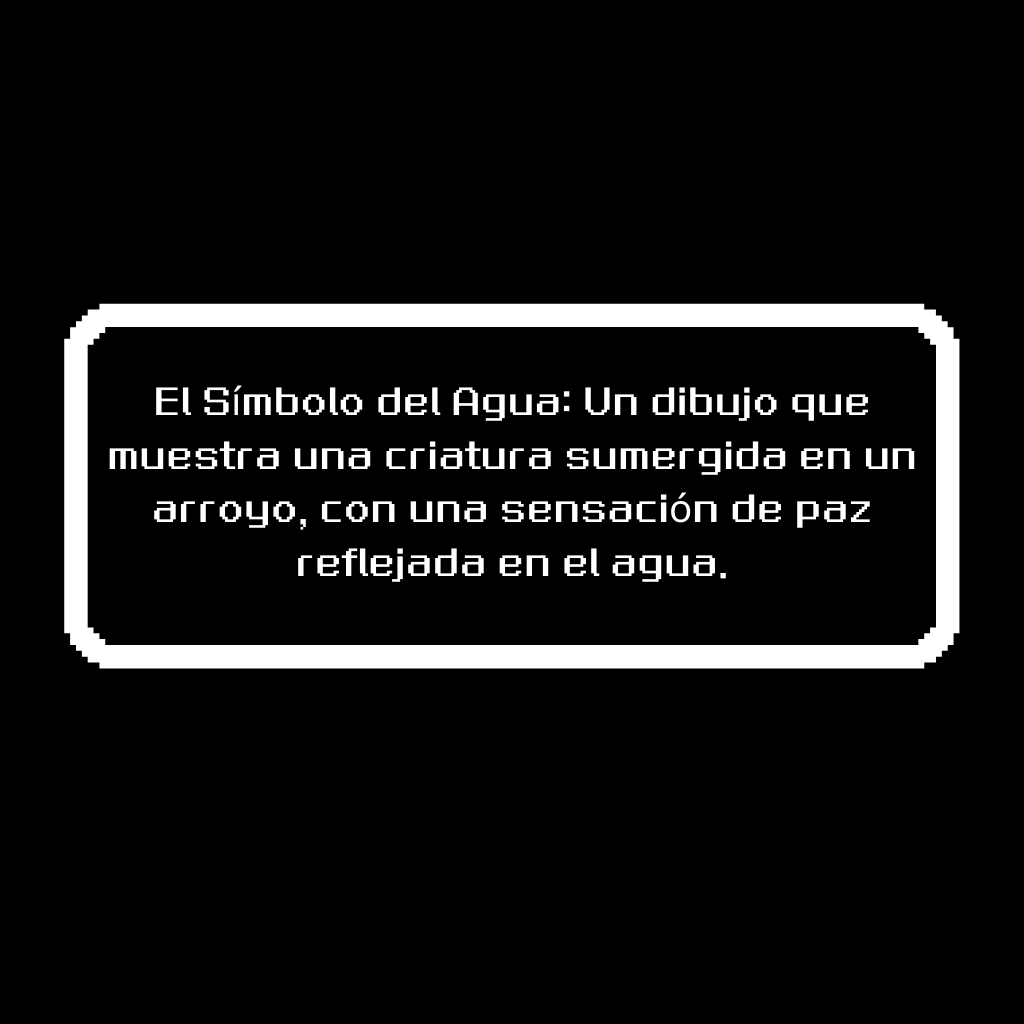 El Símbolo del Agua: Un dibujo que
muestra una criatura sumergida en un
arroyo, con una sensación de paz
reflejada en el agua.